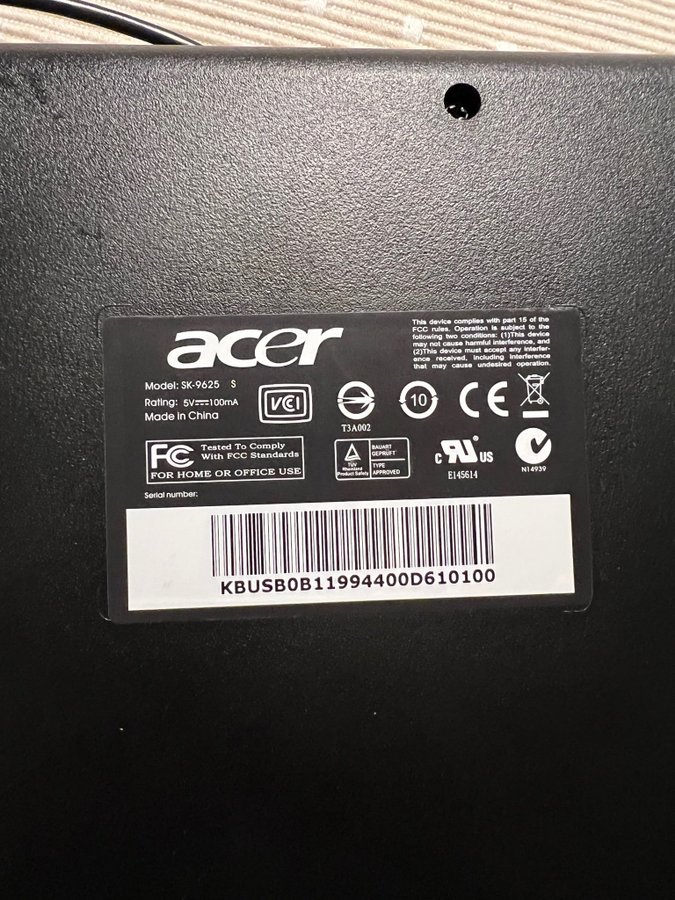 acer
This device complies with part 15 of the
FCC rules. Operation is subject to the
following two conditions: (1)This device
may not cause harmful interference, and
(2)This device must accept any interfer-
ence received, including interference
that may cause undesired operation.
Model: SK-9625 S
Rating: 5V 100mA
Made in China
VCI
T3A002
10
CE
FC
Tested To Comply
With FCC Standards
FOR HOME OR OFFICE USE
TÜV
Rheinland
Product Safety
BAUART
GEPRÜFT
TYPE
APPROVED
c RU US
E145614
N14939
Serial number:
KBUSB0B11994400D610100